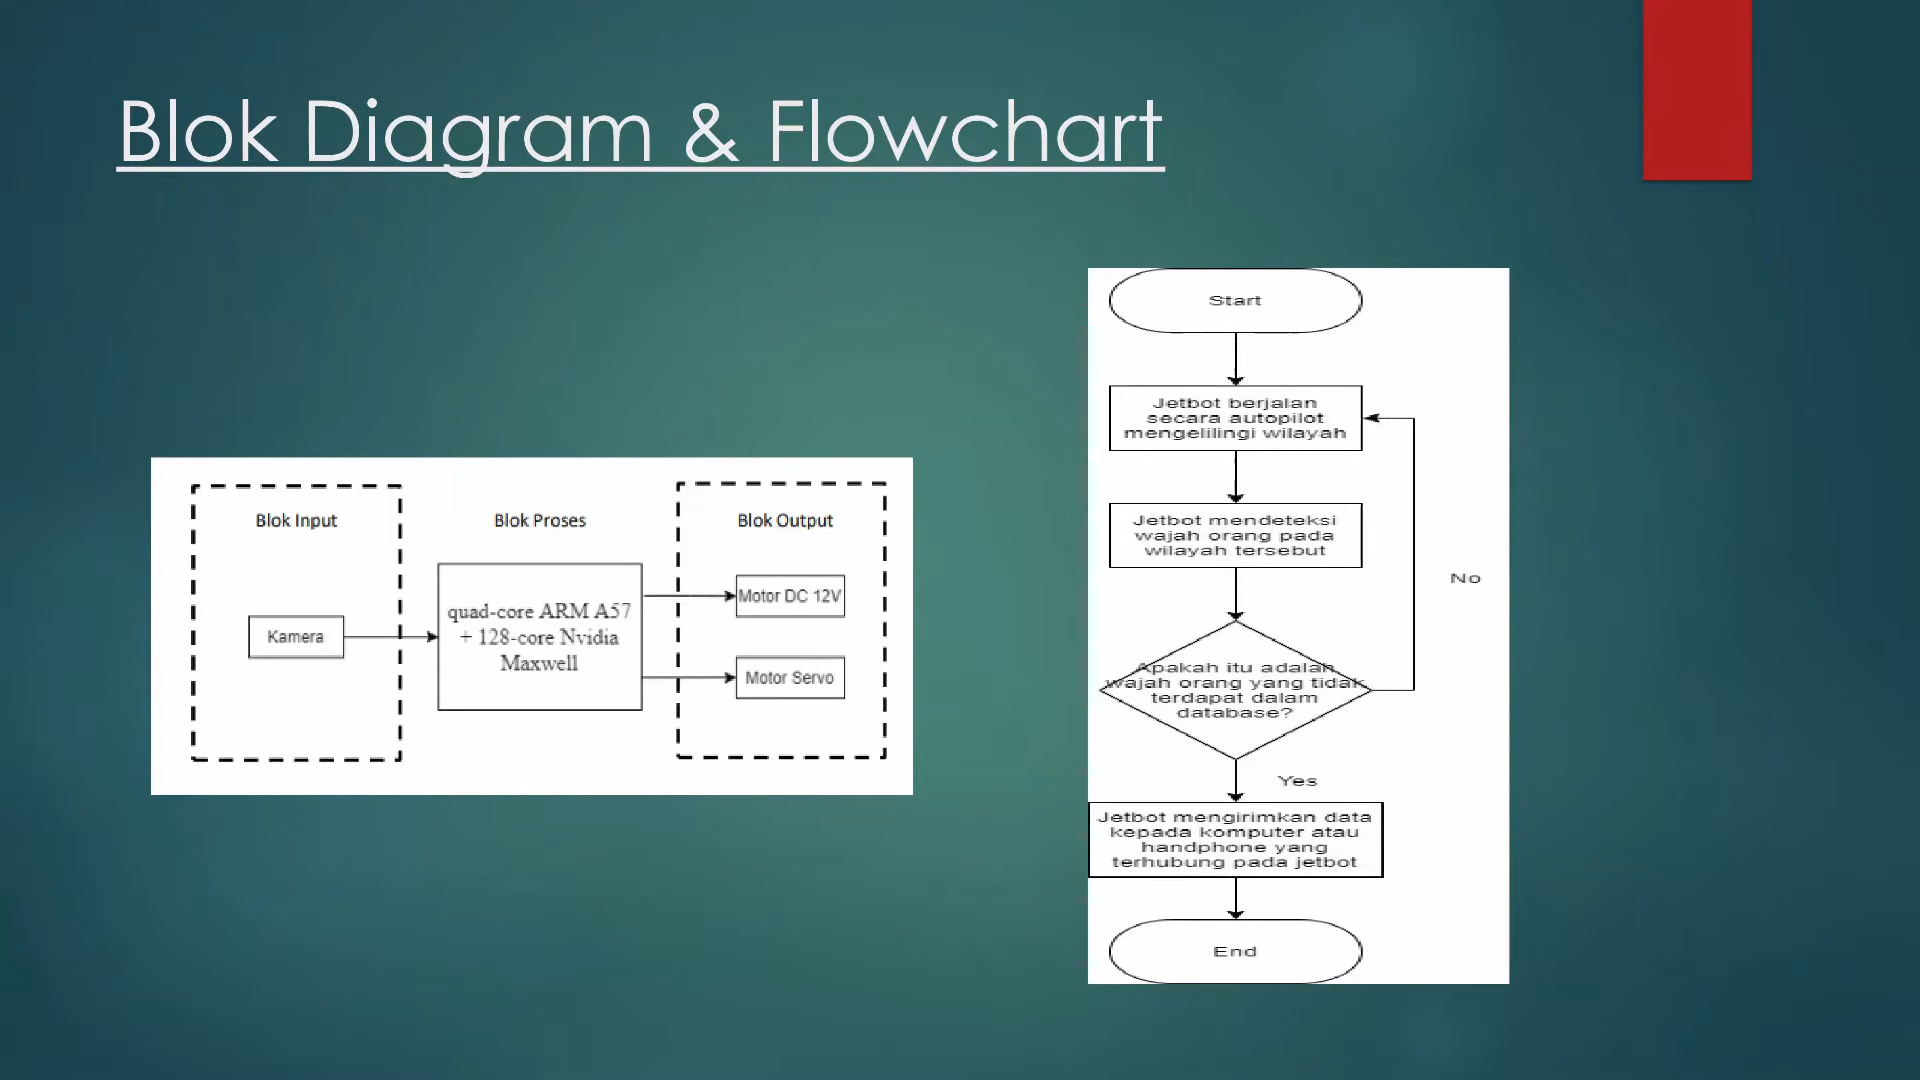 Blok Diagram & Flowchart
Blok Input
Blok Proses
Blok Output
Kamera
quad-core ARM A57
+ 128-core Nvidia
Maxwell
Motor DC 12V
Motor Servo
Start
Jetbot berjalan
secara autopilot
mengelilingi wilayah
Jetbot mendeteksi
wajah orang pada
wilayah tersebut
No
Apakah itu adalah
wajah orang yang tidak
terdapat dalam
database?
Yes
Jetbot mengirimkan data
kepada komputer atau
handphone yang
terhubung pada jetbot
End